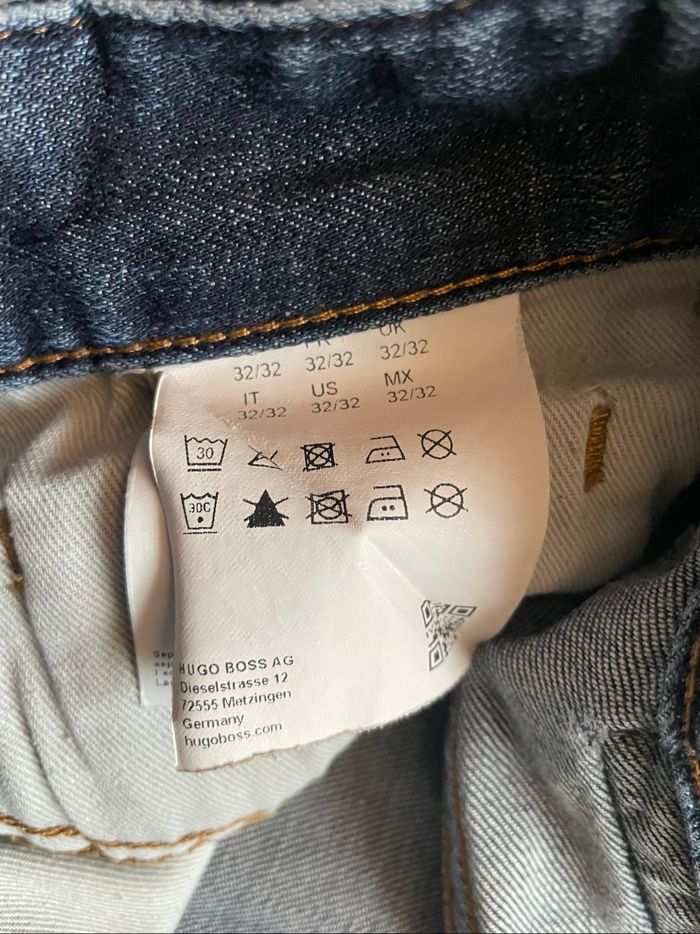 UK
32/32 32/32 32/32
IT US MX
32/32 32/32 32/32
30
30C
HUGO BOSS AG
Dieselstrasse 12
72555 Metzingen
Germany
hugoboss.com